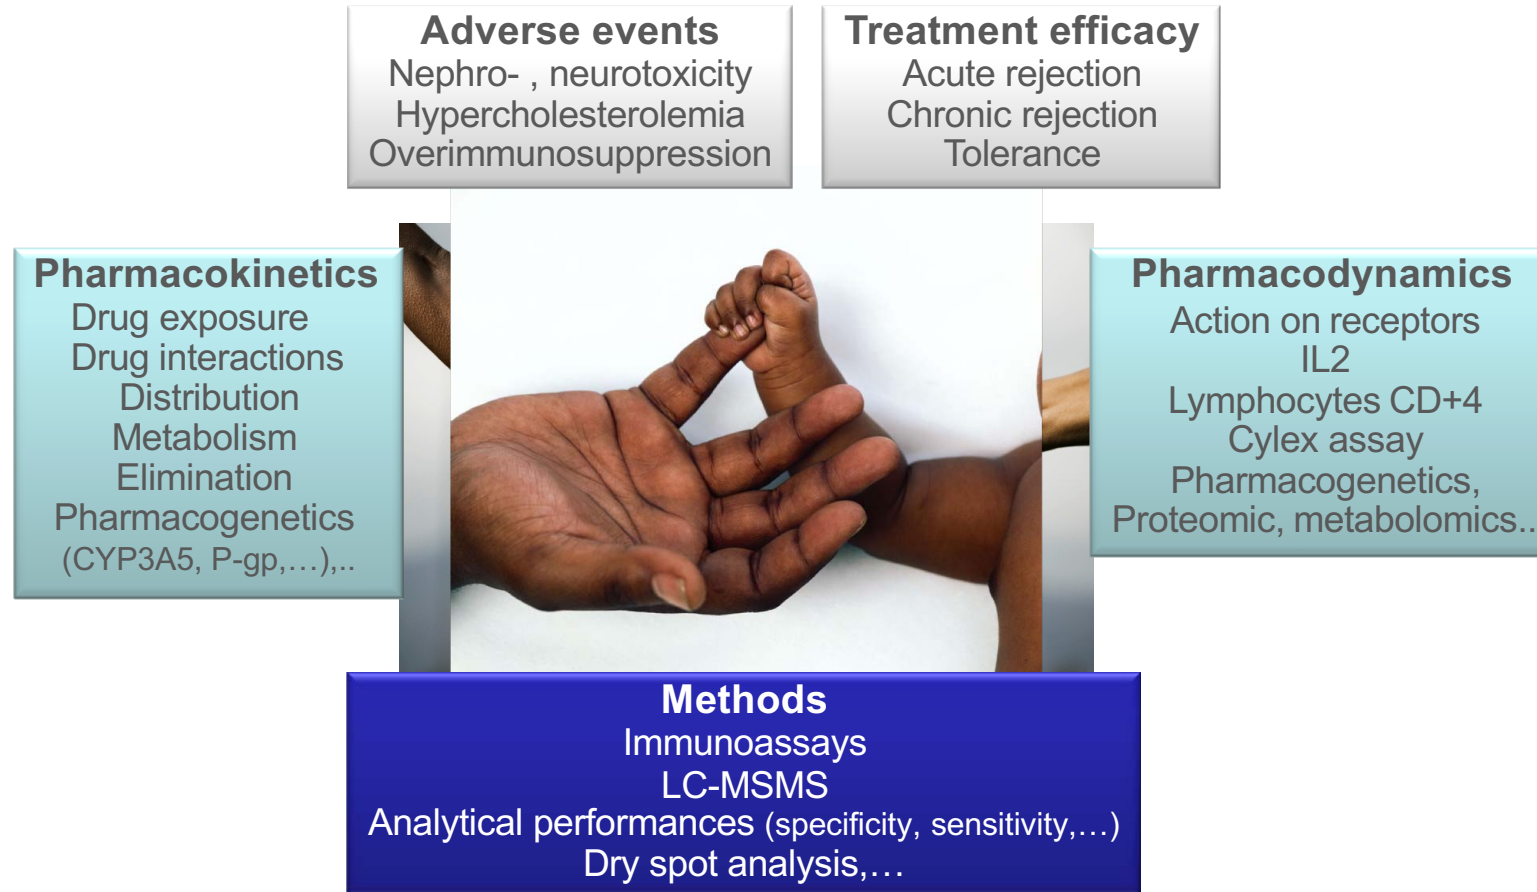 Adverse events
Nephro- , neurotoxicity
Hypercholesterolemia
Overimmunosuppression
Treatment efficacy
Acute rejection
Chronic rejection
Tolerance
Pharmacokinetics
Drug exposure
Drug interactions
Distribution
Metabolism
Elimination
Pharmacogenetics
(CYP3A5, P-gp,…),..
Pharmacodynamics
Action on receptors
IL2
Lymphocytes CD+4
Cylex assay
Pharmacogenetics,
Proteomic, metabolomics..
Methods
Immunoassays
LC-MSMS
Analytical performances (specificity, sensitivity,…)
Dry spot analysis,…